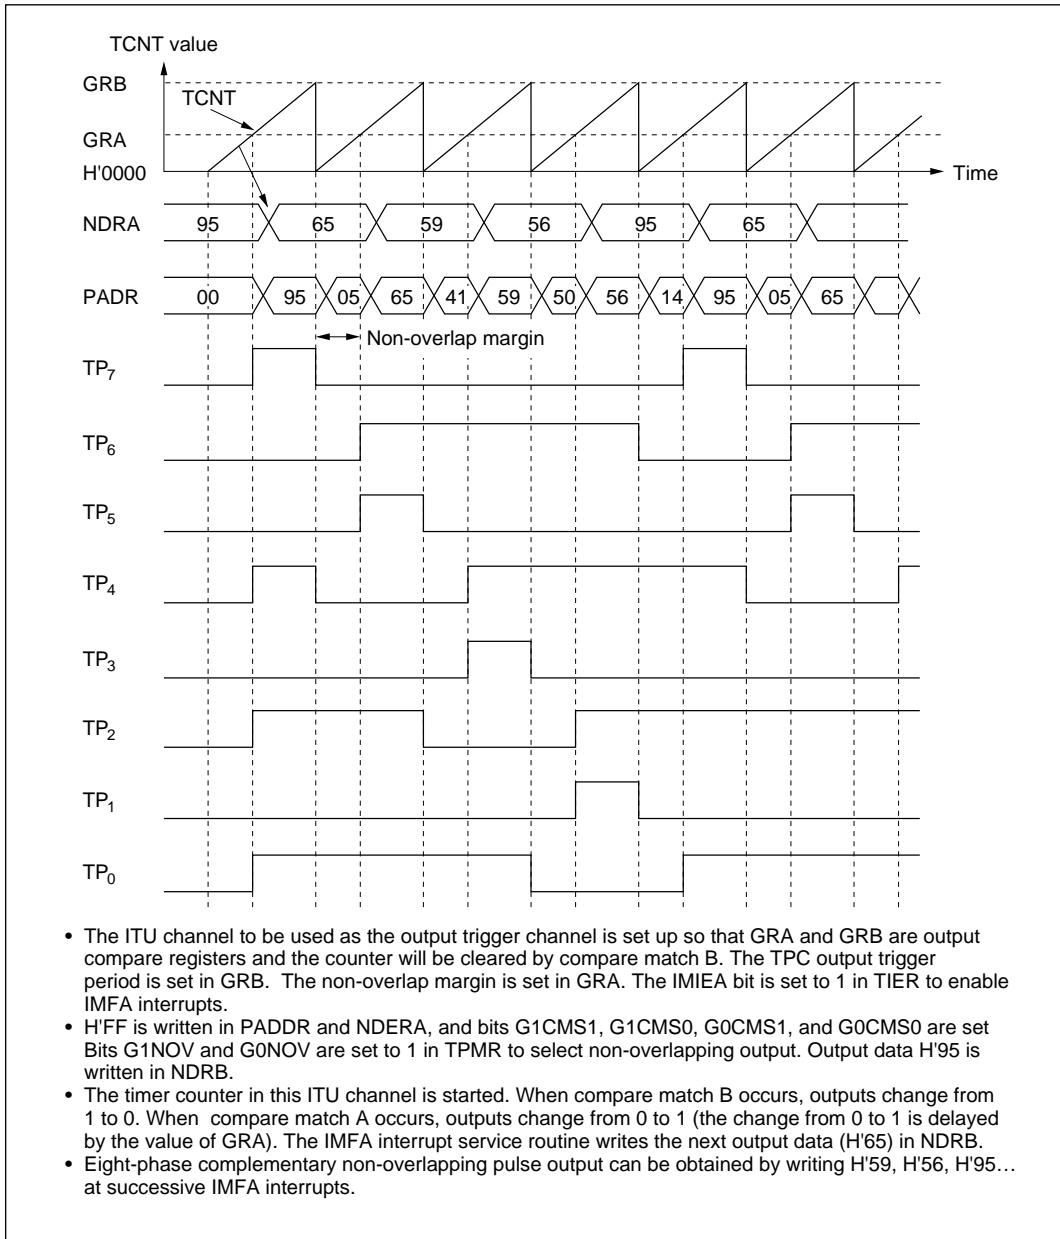 TCNT value
GRB
TCNT
GRA
H'0000
Time
NDRA 95 65 59 56 95 65
PADR 00 95 05 65 41 59 50 56 14 95 05 65
Non-overlap margin
TP7
TP6
TP5
TP4
TP3
TP2
TP1
TP0
• The ITU channel to be used as the output trigger channel is set up so that GRA and GRB are output
compare registers and the counter will be cleared by compare match B. The TPC output trigger
period is set in GRB.  The non-overlap margin is set in GRA. The IMIEA bit is set to 1 in TIER to enable
IMFA interrupts.
• H'FF is written in PADDR and NDERA, and bits G1CMS1, G1CMS0, G0CMS1, and G0CMS0 are set
Bits G1NOV and G0NOV are set to 1 in TPMR to select non-overlapping output. Output data H'95 is
written in NDRB.
• The timer counter in this ITU channel is started. When compare match B occurs, outputs change from
1 to 0. When  compare match A occurs, outputs change from 0 to 1 (the change from 0 to 1 is delayed
by the value of GRA). The IMFA interrupt service routine writes the next output data (H'65) in NDRB.
• Eight-phase complementary non-overlapping pulse output can be obtained by writing H'59, H'56, H'95…
at successive IMFA interrupts.